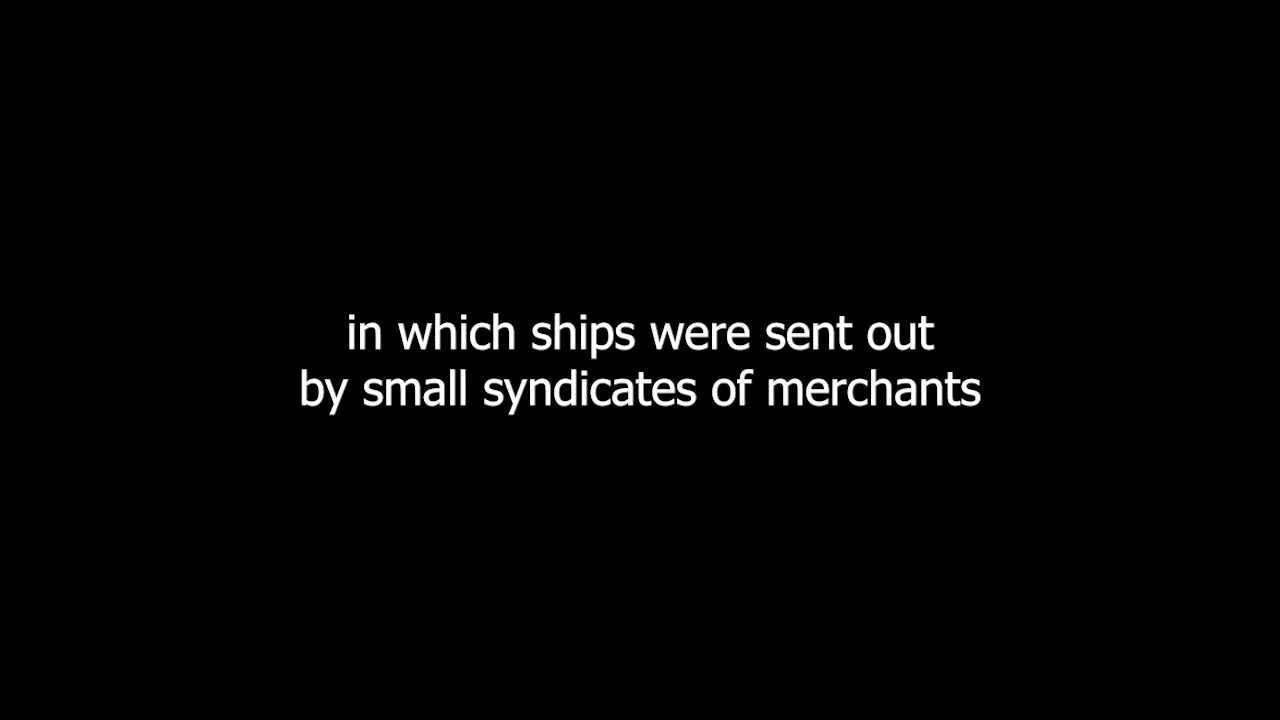 in which ships were sent out
by small syndicates of merchants